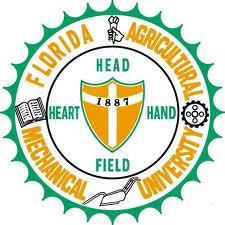 FLORIDA AGRICULTURAL
MECHANICAL UNIVERSITY
HEAD
HEART
1887
HAND
FIELD